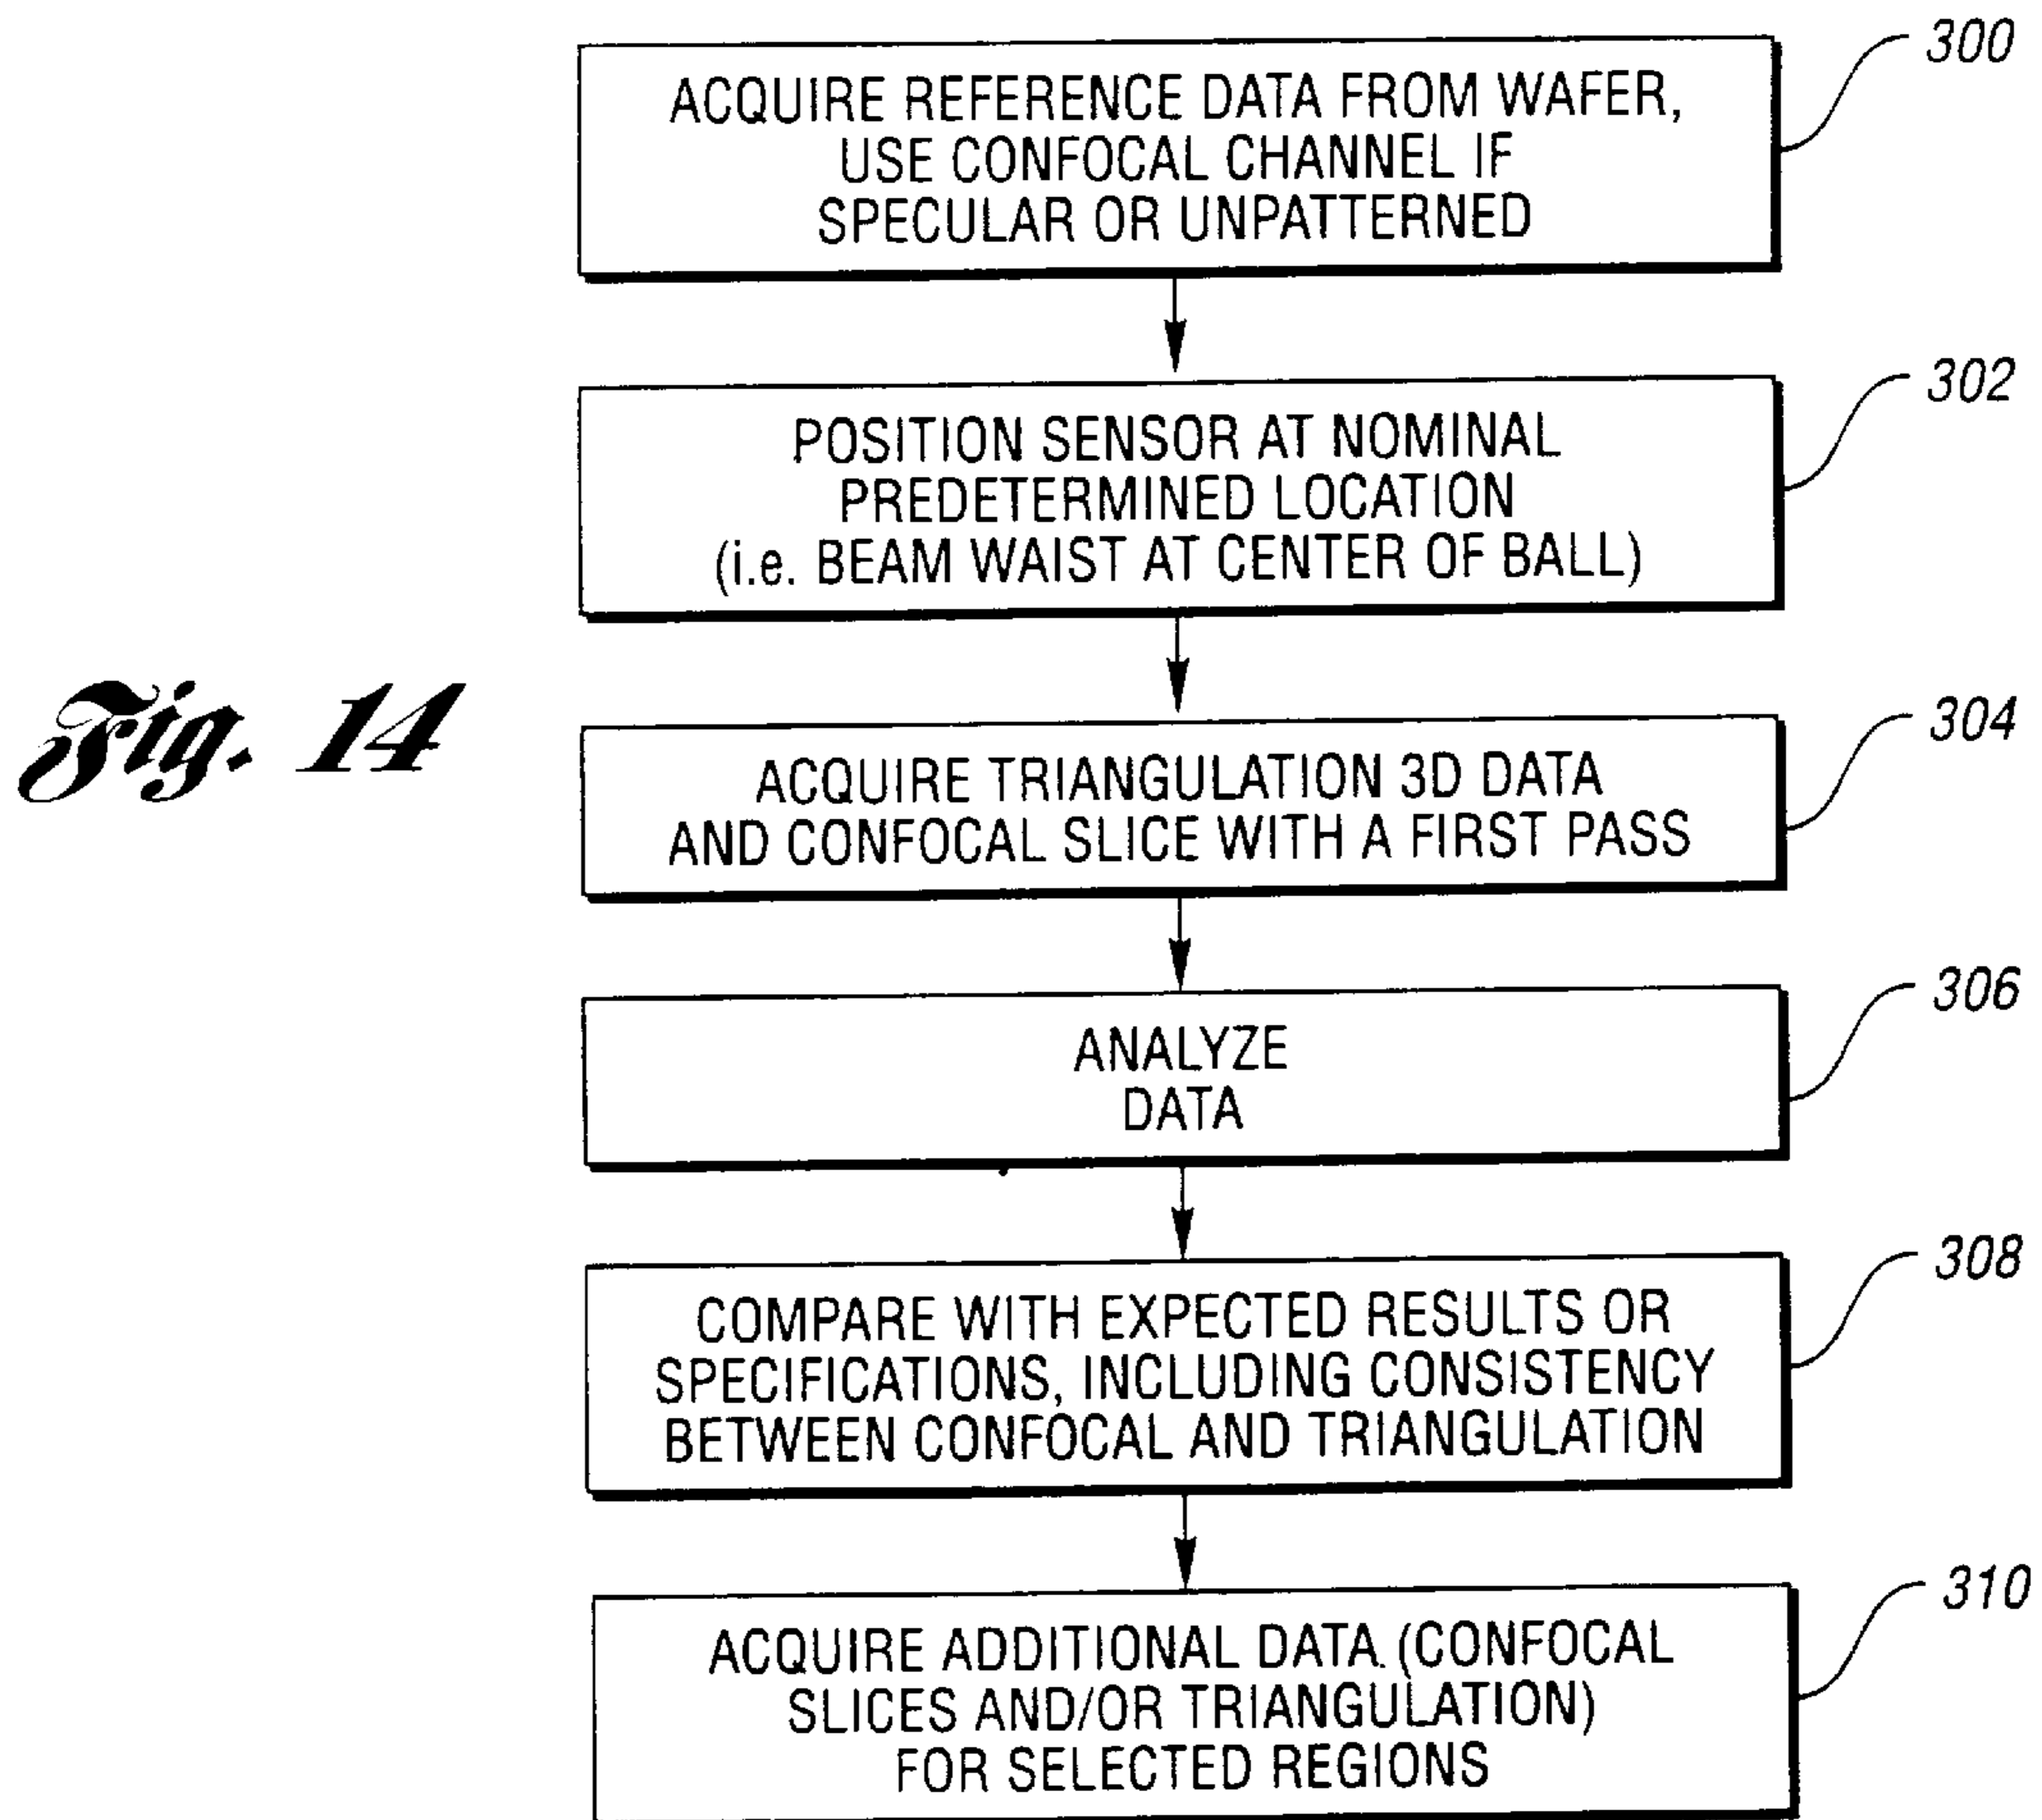 300
ACQUIRE REFERENCE DATA FROM WAFER,
USE CONFOCAL CHANNEL IF
SPECULAR OR UNPATTERNED
302
POSITION SENSOR AT NOMINAL
PREDETERMINED LOCATION
(i.e. BEAM WAIST AT CENTER OF BALL)
Fig. 14
304
ACQUIRE TRIANGULATION 3D DATA
AND CONFOCAL SLICE WITH A FIRST PASS
306
ANALYZE
DATA
308
COMPARE WITH EXPECTED RESULTS OR
SPECIFICATIONS, INCLUDING CONSISTENCY
BETWEEN CONFOCAL AND TRIANGULATION
310
ACQUIRE ADDITIONAL DATA (CONFOCAL
SLICES AND/OR TRIANGULATION)
FOR SELECTED REGIONS